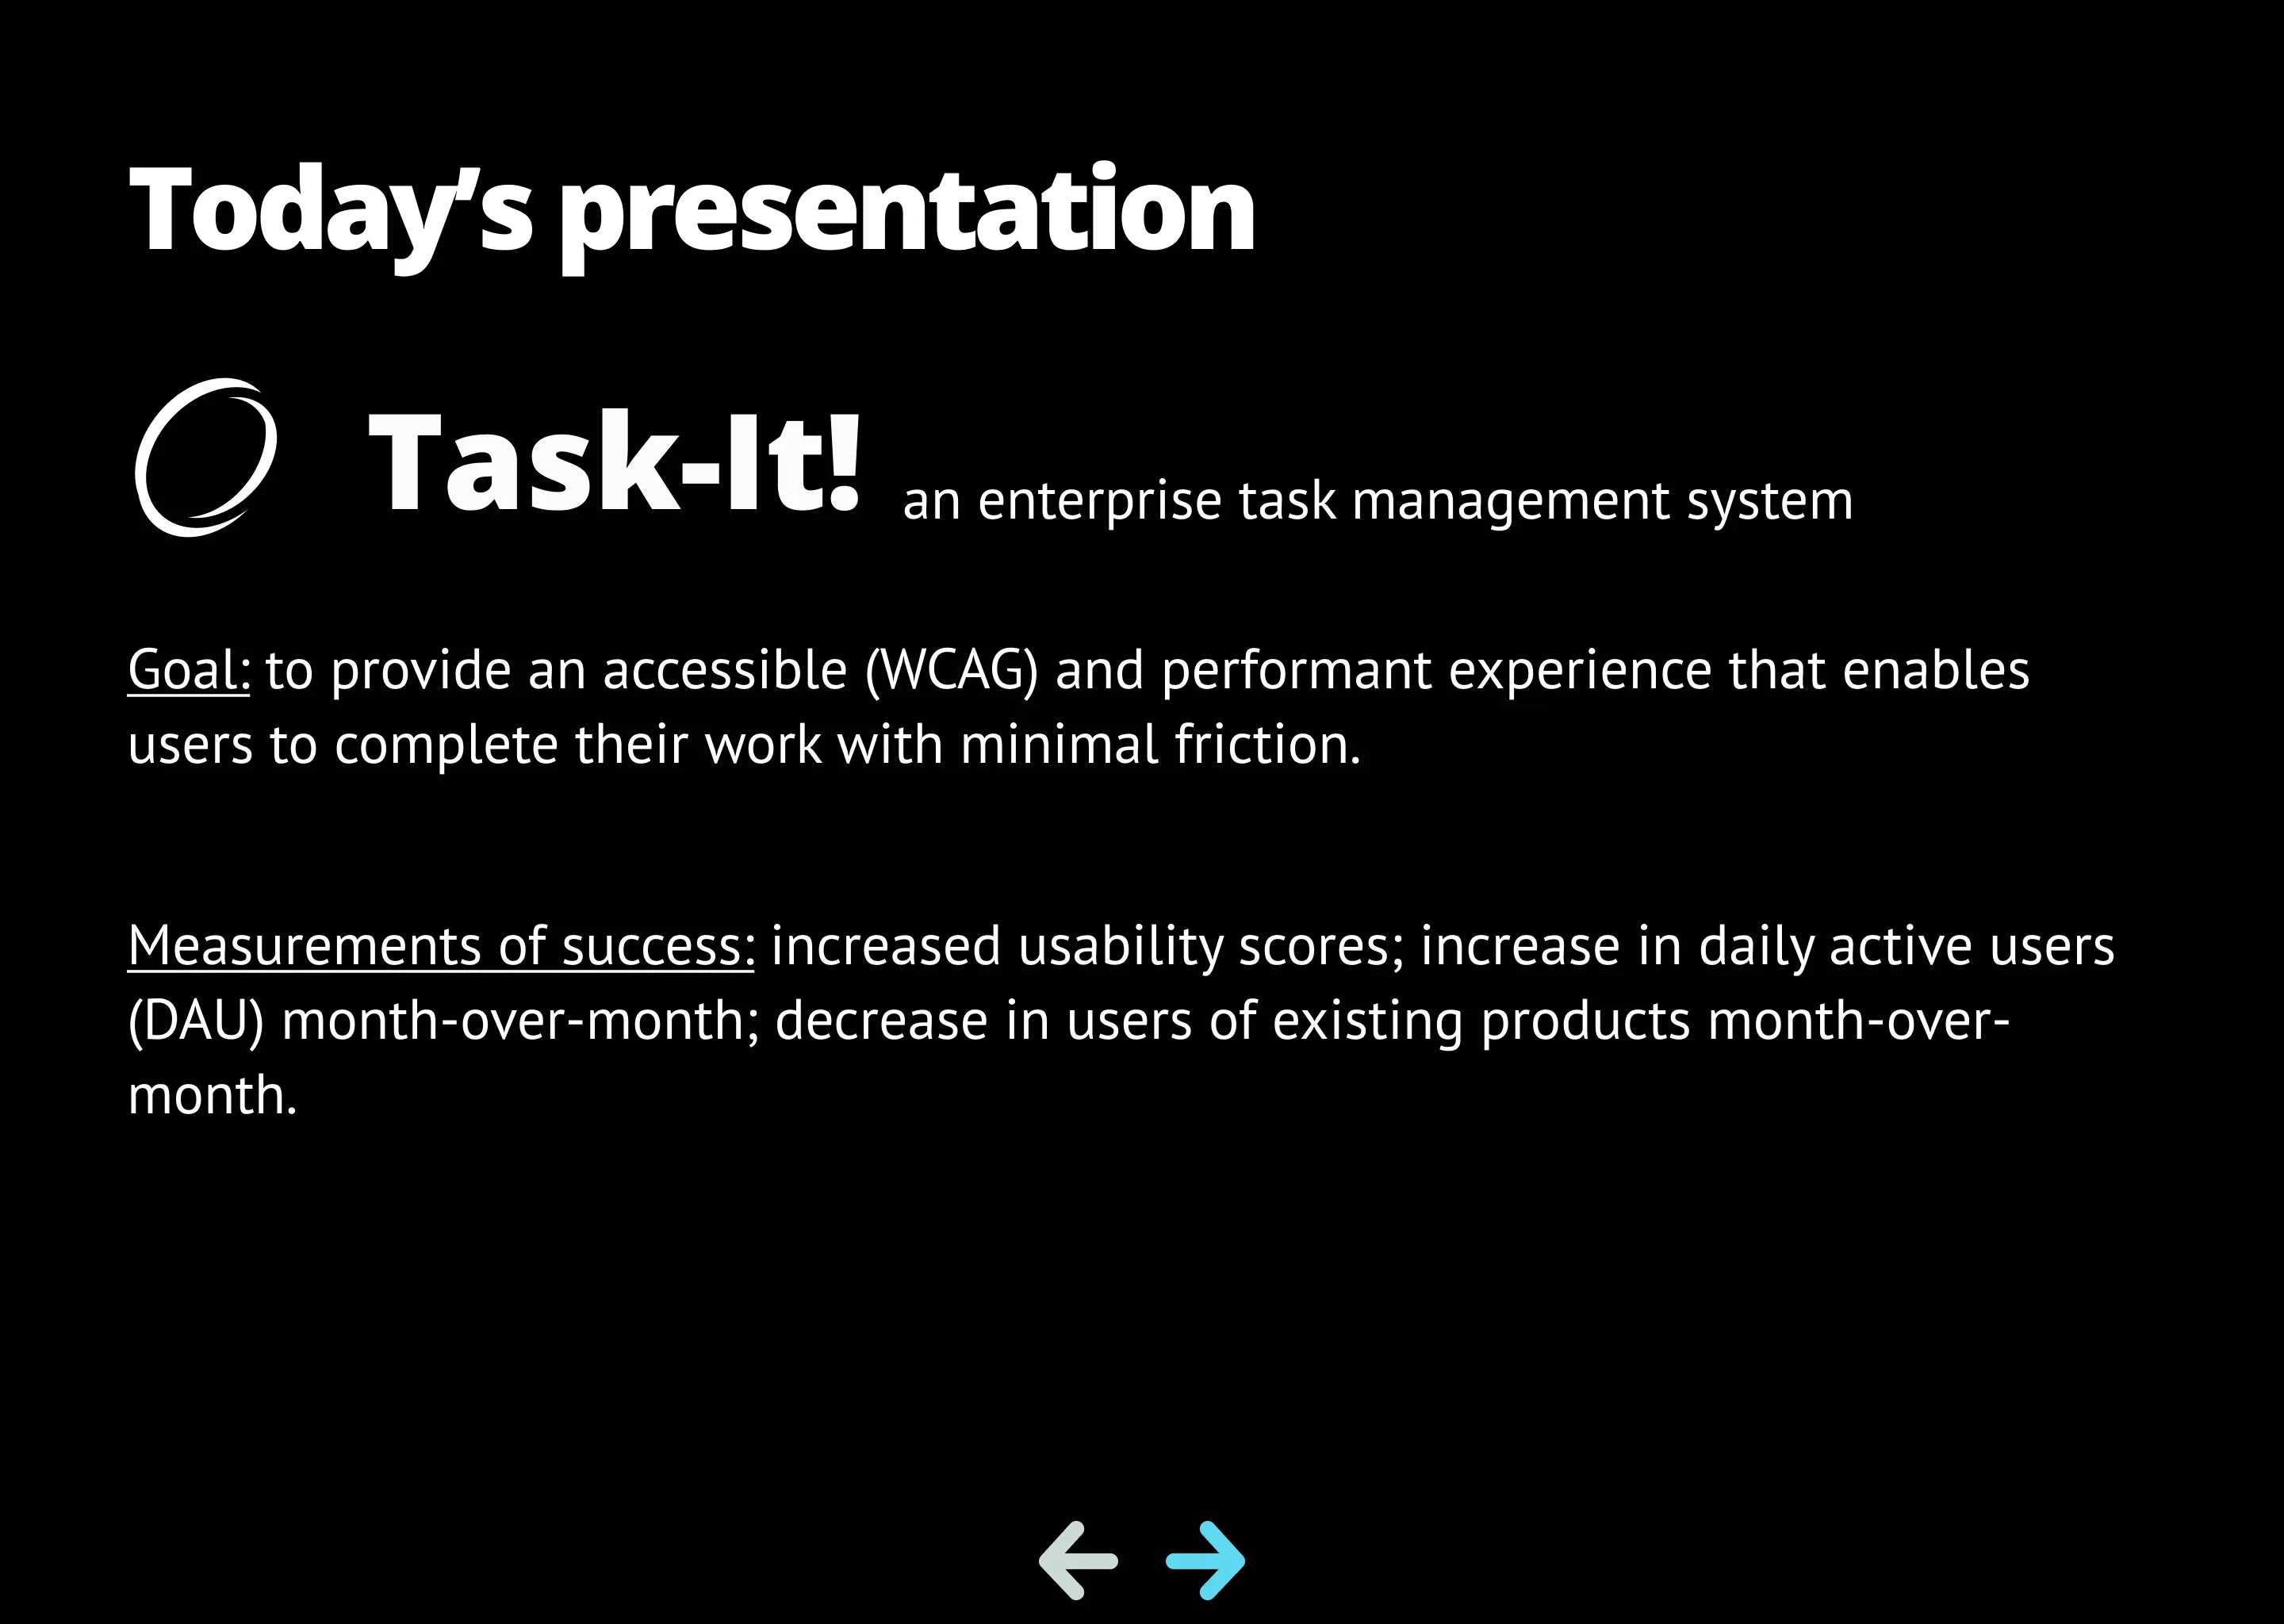 Today’s presentation
Task-It! an enterprise task management system
Goal: to provide an accessible (WCAG) and performant experience that enables
users to complete their work with minimal friction.
Measurements of success: increased usability scores; increase in daily active users
(DAU) month-over-month; decrease in users of existing products month-over-
month.